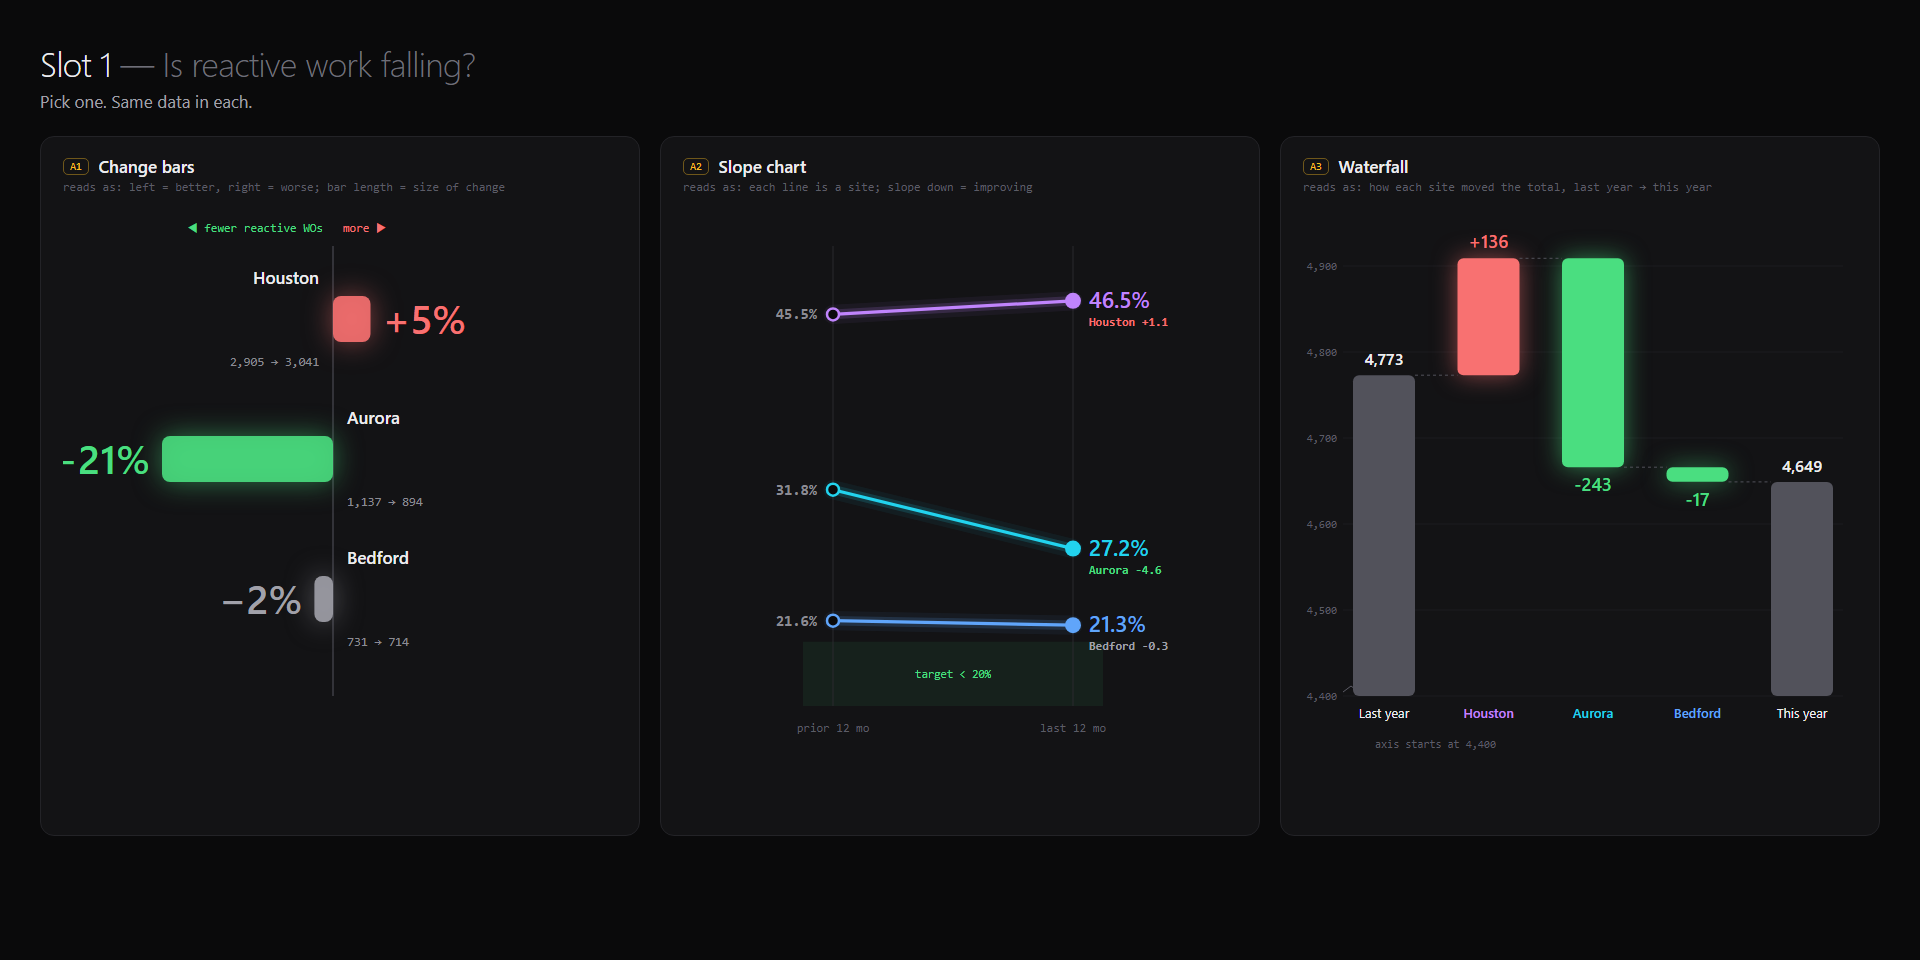 Slot 1 — Is reactive work falling?
Pick one. Same data in each.
A1 Change bars
reads as: left = better, right = worse; bar length = size of change
◀ fewer reactive WOs more ▶
Houston
+5%
2,905 → 3,041
Aurora
-21%
1,137 → 894
Bedford
−2%
731 → 714
A2 Slope chart
reads as: each line is a site; slope down = improving
45.5%
46.5%
Houston +1.1
31.8%
27.2%
Aurora -4.6
21.6%
21.3%
Bedford -0.3
target < 20%
prior 12 mo last 12 mo
A3 Waterfall
reads as: how each site moved the total, last year → this year
+136
4,900
4,800
4,773
4,700
4,649
-243
-17
4,600
4,500
4,400
Last year Houston Aurora Bedford This year
axis starts at 4,400